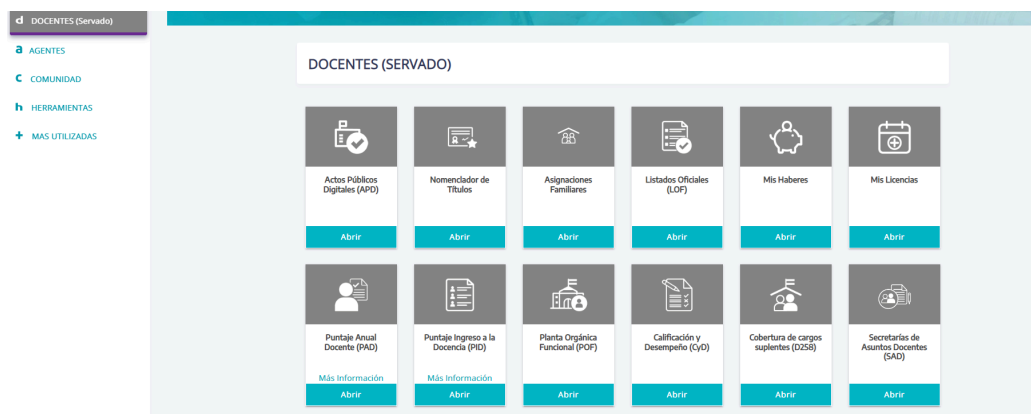 d DOCENTES (Servado)
a AGENTES
c COMUNIDAD
h HERRAMIENTAS
+ MAS UTILIZADAS
DOCENTES (SERVADO)
Actos Públicos
Digitales (APD)
Abrir
Nomenclador de
Títulos
Abrir
Asignaciones
Familiares
Abrir
Listados Oficiales
(LOF)
Abrir
Mis Haberes
Abrir
Mis Licencias
Abrir
Puntaje Anual
Docente (PAD)
Más Información
Abrir
Puntaje Ingreso a la
Docencia (PID)
Más Información
Abrir
Planta Orgánica
Funcional (POF)
Abrir
Calificación y
Desempeño (CyD)
Abrir
Cobertura de cargos
suplentes (D258)
Abrir
Secretarías de
Asuntos Docentes
(SAD)
Abrir